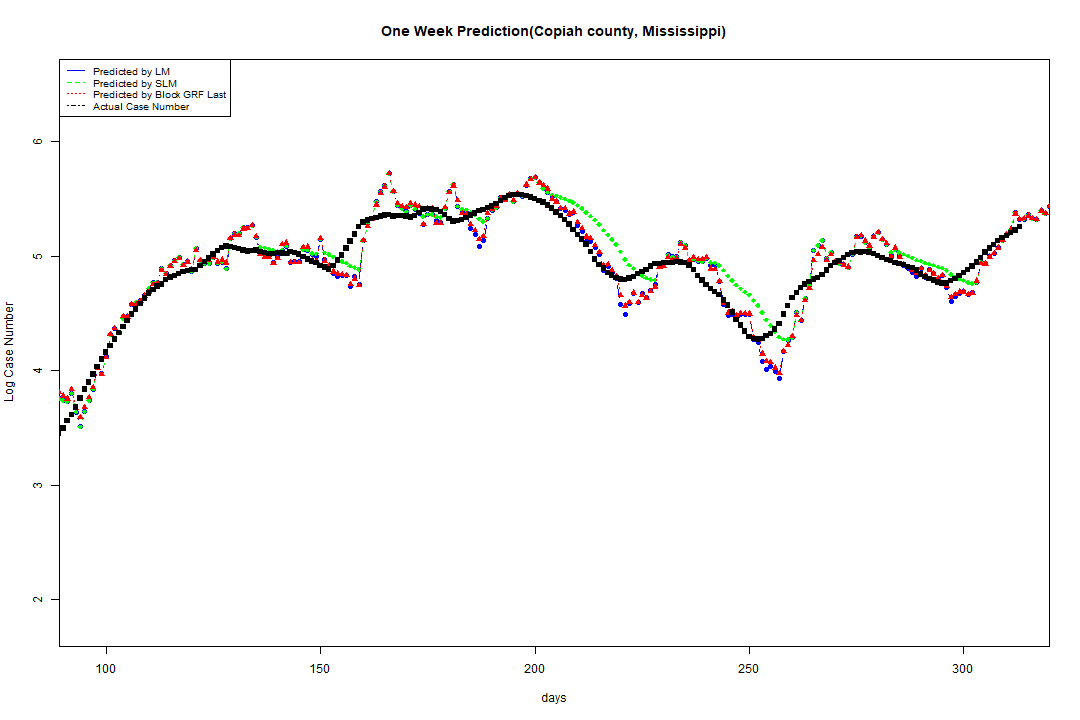 One Week Prediction(Copiah county, Mississippi)
Predicted by LM
Predicted by SLM
Predicted by Block GRF Last
Actual Case Number
6
5
4
3
2
Log Case Number
100 150 200 250 300
days